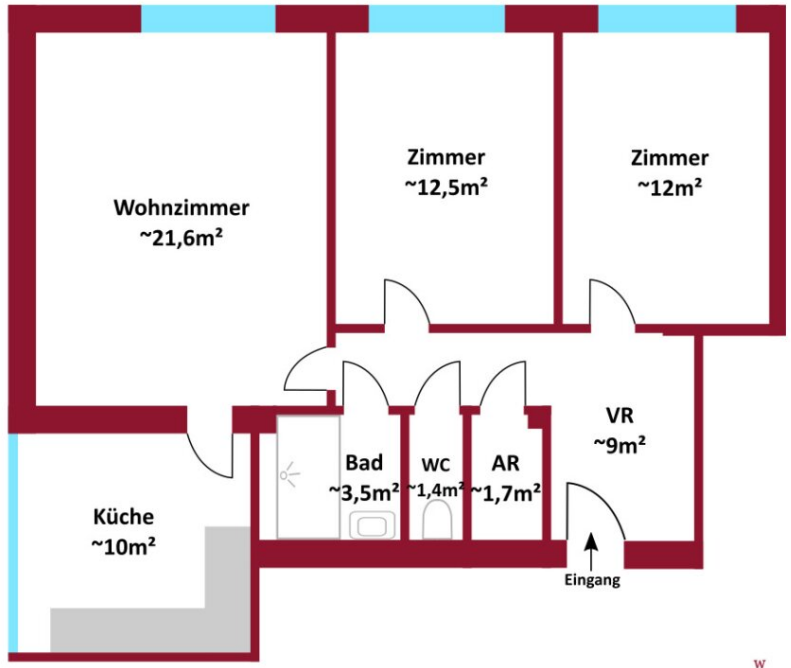 Wohnzimmer
~21,6m²
Zimmer
~12,5m²
Zimmer
~12m²
Küche
~10m²
Bad
~3,5m²
WC
~1,4m²
AR
~1,7m²
VR
~9m²
Eingang
w